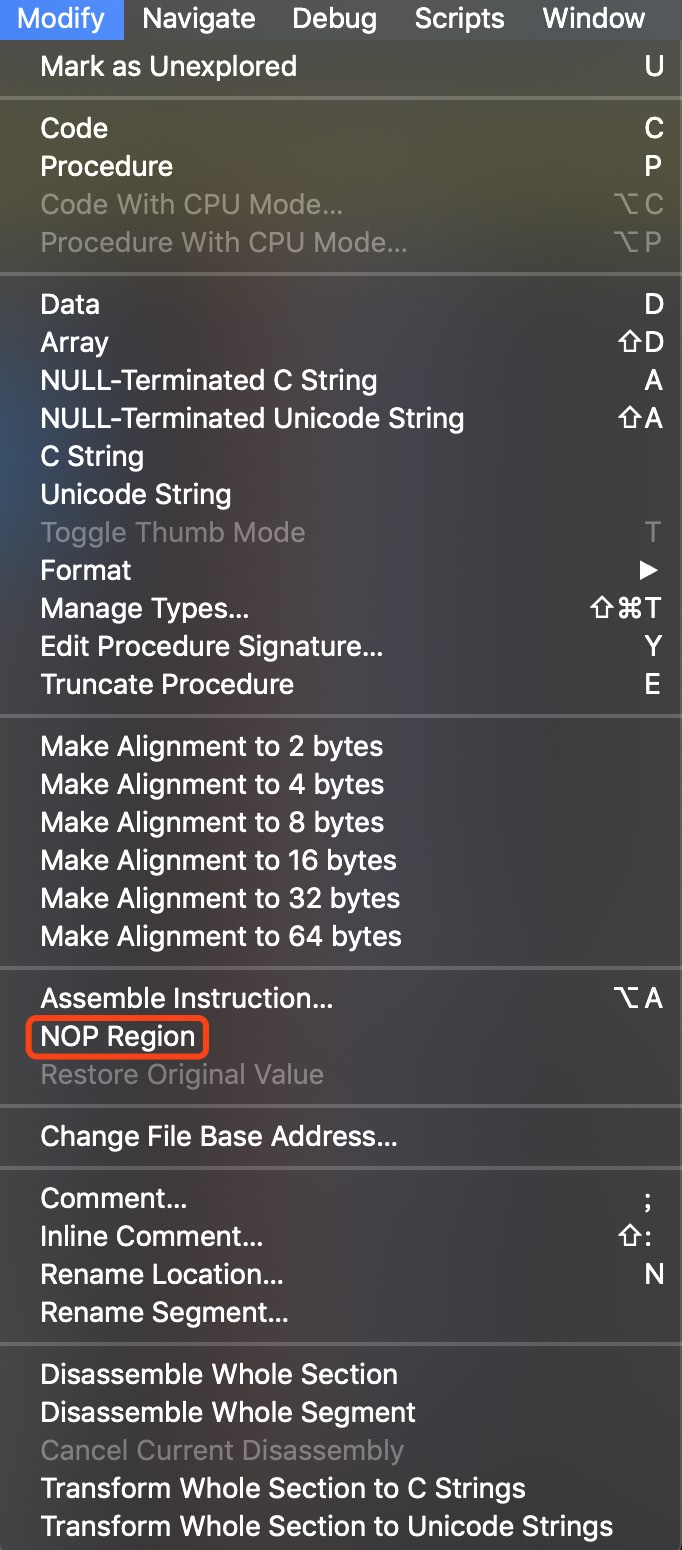 Modify Navigate Debug Scripts Window
Mark as Unexplored U
Code C
Procedure P
Code With CPU Mode... ⌥C
Procedure With CPU Mode... ⌥P
Data D
Array ⇧D
NULL-Terminated C String A
NULL-Terminated Unicode String ⇧A
C String
Unicode String
Toggle Thumb Mode T
Format ▶
Manage Types... ⇧⌘T
Edit Procedure Signature... Y
Truncate Procedure E
Make Alignment to 2 bytes
Make Alignment to 4 bytes
Make Alignment to 8 bytes
Make Alignment to 16 bytes
Make Alignment to 32 bytes
Make Alignment to 64 bytes
Assemble Instruction... ⌥A
NOP Region
Restore Original Value
Change File Base Address...
Comment... ;
Inline Comment... ⇧:
Rename Location... N
Rename Segment...
Disassemble Whole Section
Disassemble Whole Segment
Cancel Current Disassembly
Transform Whole Section to C Strings
Transform Whole Section to Unicode Strings